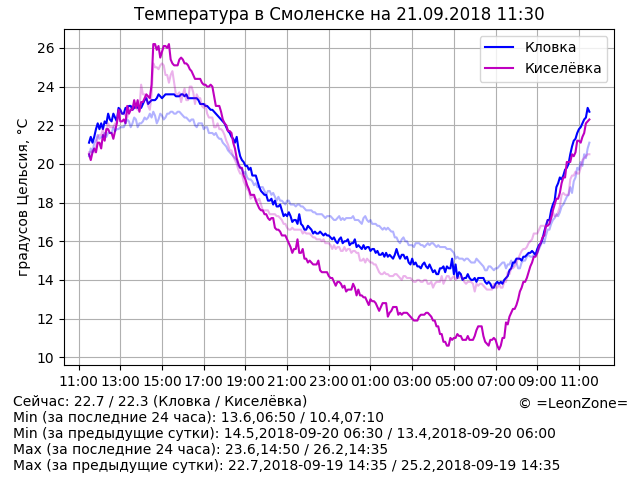 Температура в Смоленске на 21.09.2018 11:30
градусов Цельсия, °C
26
24
22
20
18
16
14
12
10
Кловка
Киселёвка
11:00 13:00 15:00 17:00 19:00 21:00 23:00 01:00 03:00 05:00 07:00 09:00 11:00
Сейчас: 22.7 / 22.3 (Кловка / Киселёвка)
© =LeonZone=
Min (за последние 24 часа): 13.6,06:50 / 10.4,07:10
Min (за предыдущие сутки): 14.5,2018-09-20 06:30 / 13.4,2018-09-20 06:00
Max (за последние 24 часа): 23.6,14:50 / 26.2,14:35
Max (за предыдущие сутки): 22.7,2018-09-19 14:35 / 25.2,2018-09-19 14:35